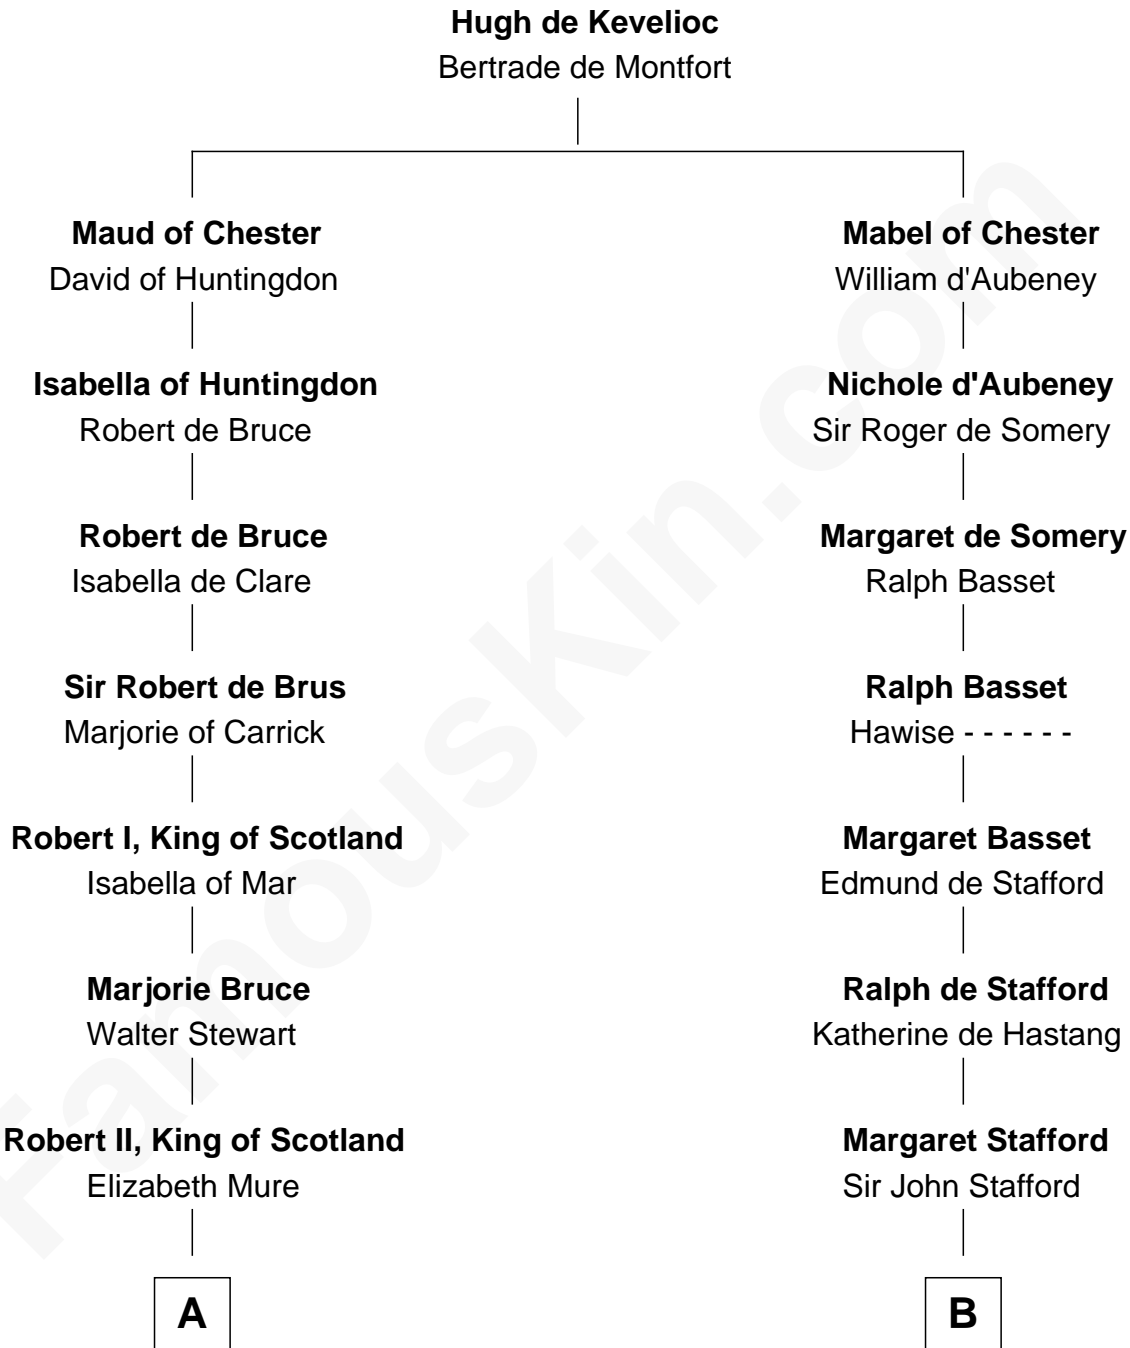 Hugh de Kevelioc
Bertrade de Montfort
Maud of Chester
David of Huntingdon
Mabel of Chester
William d'Aubeney
Isabella of Huntingdon
Robert de Bruce
Nichole d'Aubeney
Sir Roger de Somery
Robert de Bruce
Isabella de Clare
Margaret de Somery
Ralph Basset
Sir Robert de Brus
Marjorie of Carrick
Ralph Basset
Hawise - - - - - -
Robert I, King of Scotland
Isabella of Mar
Margaret Basset
Edmund de Stafford
Marjorie Bruce
Walter Stewart
Ralph de Stafford
Katherine de Hastang
Robert II, King of Scotland
Elizabeth Mure
Margaret Stafford
Sir John Stafford
A
B
FamousKin.com